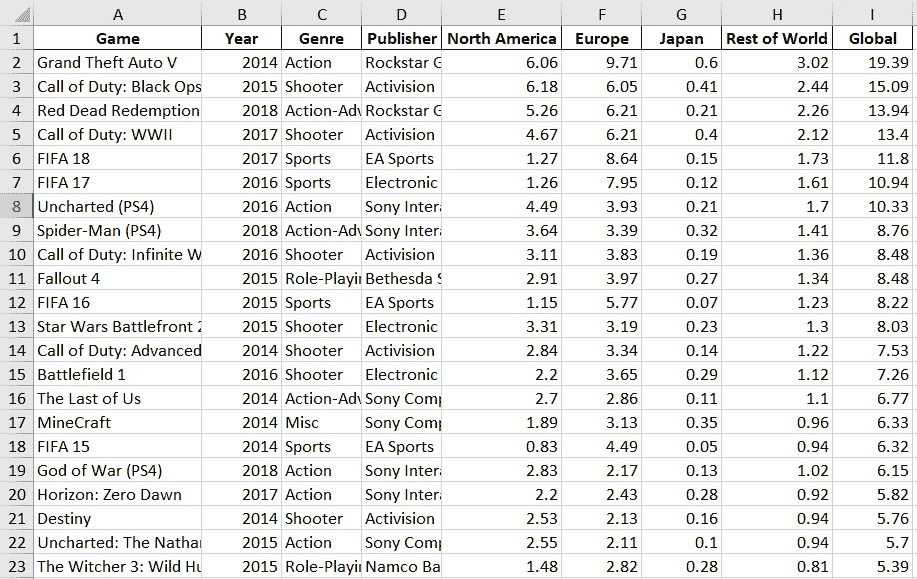 A B C D E F G H I
1 Game Year Genre Publisher North America Europe Japan Rest of World Global
2 Grand Theft Auto V 2014 Action Rockstar G 6.06 9.71 0.6 3.02 19.39
3 Call of Duty: Black Ops 2015 Shooter Activision 6.18 6.05 0.41 2.44 15.09
4 Red Dead Redemption 2018 Action-Adv Rockstar G 5.26 6.21 0.21 2.26 13.94
5 Call of Duty: WWII 2017 Shooter Activision 4.67 6.21 0.4 2.12 13.4
6 FIFA 18 2017 Sports EA Sports 1.27 8.64 0.15 1.73 11.8
7 FIFA 17 2016 Sports Electronic 1.26 7.95 0.12 1.61 10.94
8 Uncharted (PS4) 2016 Action Sony Inter 4.49 3.93 0.21 1.7 10.33
9 Spider-Man (PS4) 2018 Action-Adv Sony Inter 3.64 3.39 0.32 1.41 8.76
10 Call of Duty: Infinite W 2016 Shooter Activision 3.11 3.83 0.19 1.36 8.48
11 Fallout 4 2015 Role-Playi Bethesda S 2.91 3.97 0.27 1.34 8.48
12 FIFA 16 2015 Sports EA Sports 1.15 5.77 0.07 1.23 8.22
13 Star Wars Battlefront 2 2015 Shooter Electronic 3.31 3.19 0.23 1.3 8.03
14 Call of Duty: Advanced 2014 Shooter Activision 2.84 3.34 0.14 1.22 7.53
15 Battlefield 1 2016 Shooter Electronic 2.2 3.65 0.29 1.12 7.26
16 The Last of Us 2014 Action-Adv Sony Comp 2.7 2.86 0.11 1.1 6.77
17 MineCraft 2014 Misc Sony Comp 1.89 3.13 0.35 0.96 6.33
18 FIFA 15 2014 Sports EA Sports 0.83 4.49 0.05 0.94 6.32
19 God of War (PS4) 2018 Action Sony Inter 2.83 2.17 0.13 1.02 6.15
20 Horizon: Zero Dawn 2017 Action Sony Inter 2.2 2.43 0.28 0.92 5.82
21 Destiny 2014 Shooter Activision 2.53 2.13 0.16 0.94 5.76
22 Uncharted: The Natha 2015 Action Sony Comp 2.55 2.11 0.1 0.94 5.7
23 The Witcher 3: Wild Hu 2015 Role-Playi Namco Ba 1.48 2.82 0.28 0.81 5.39